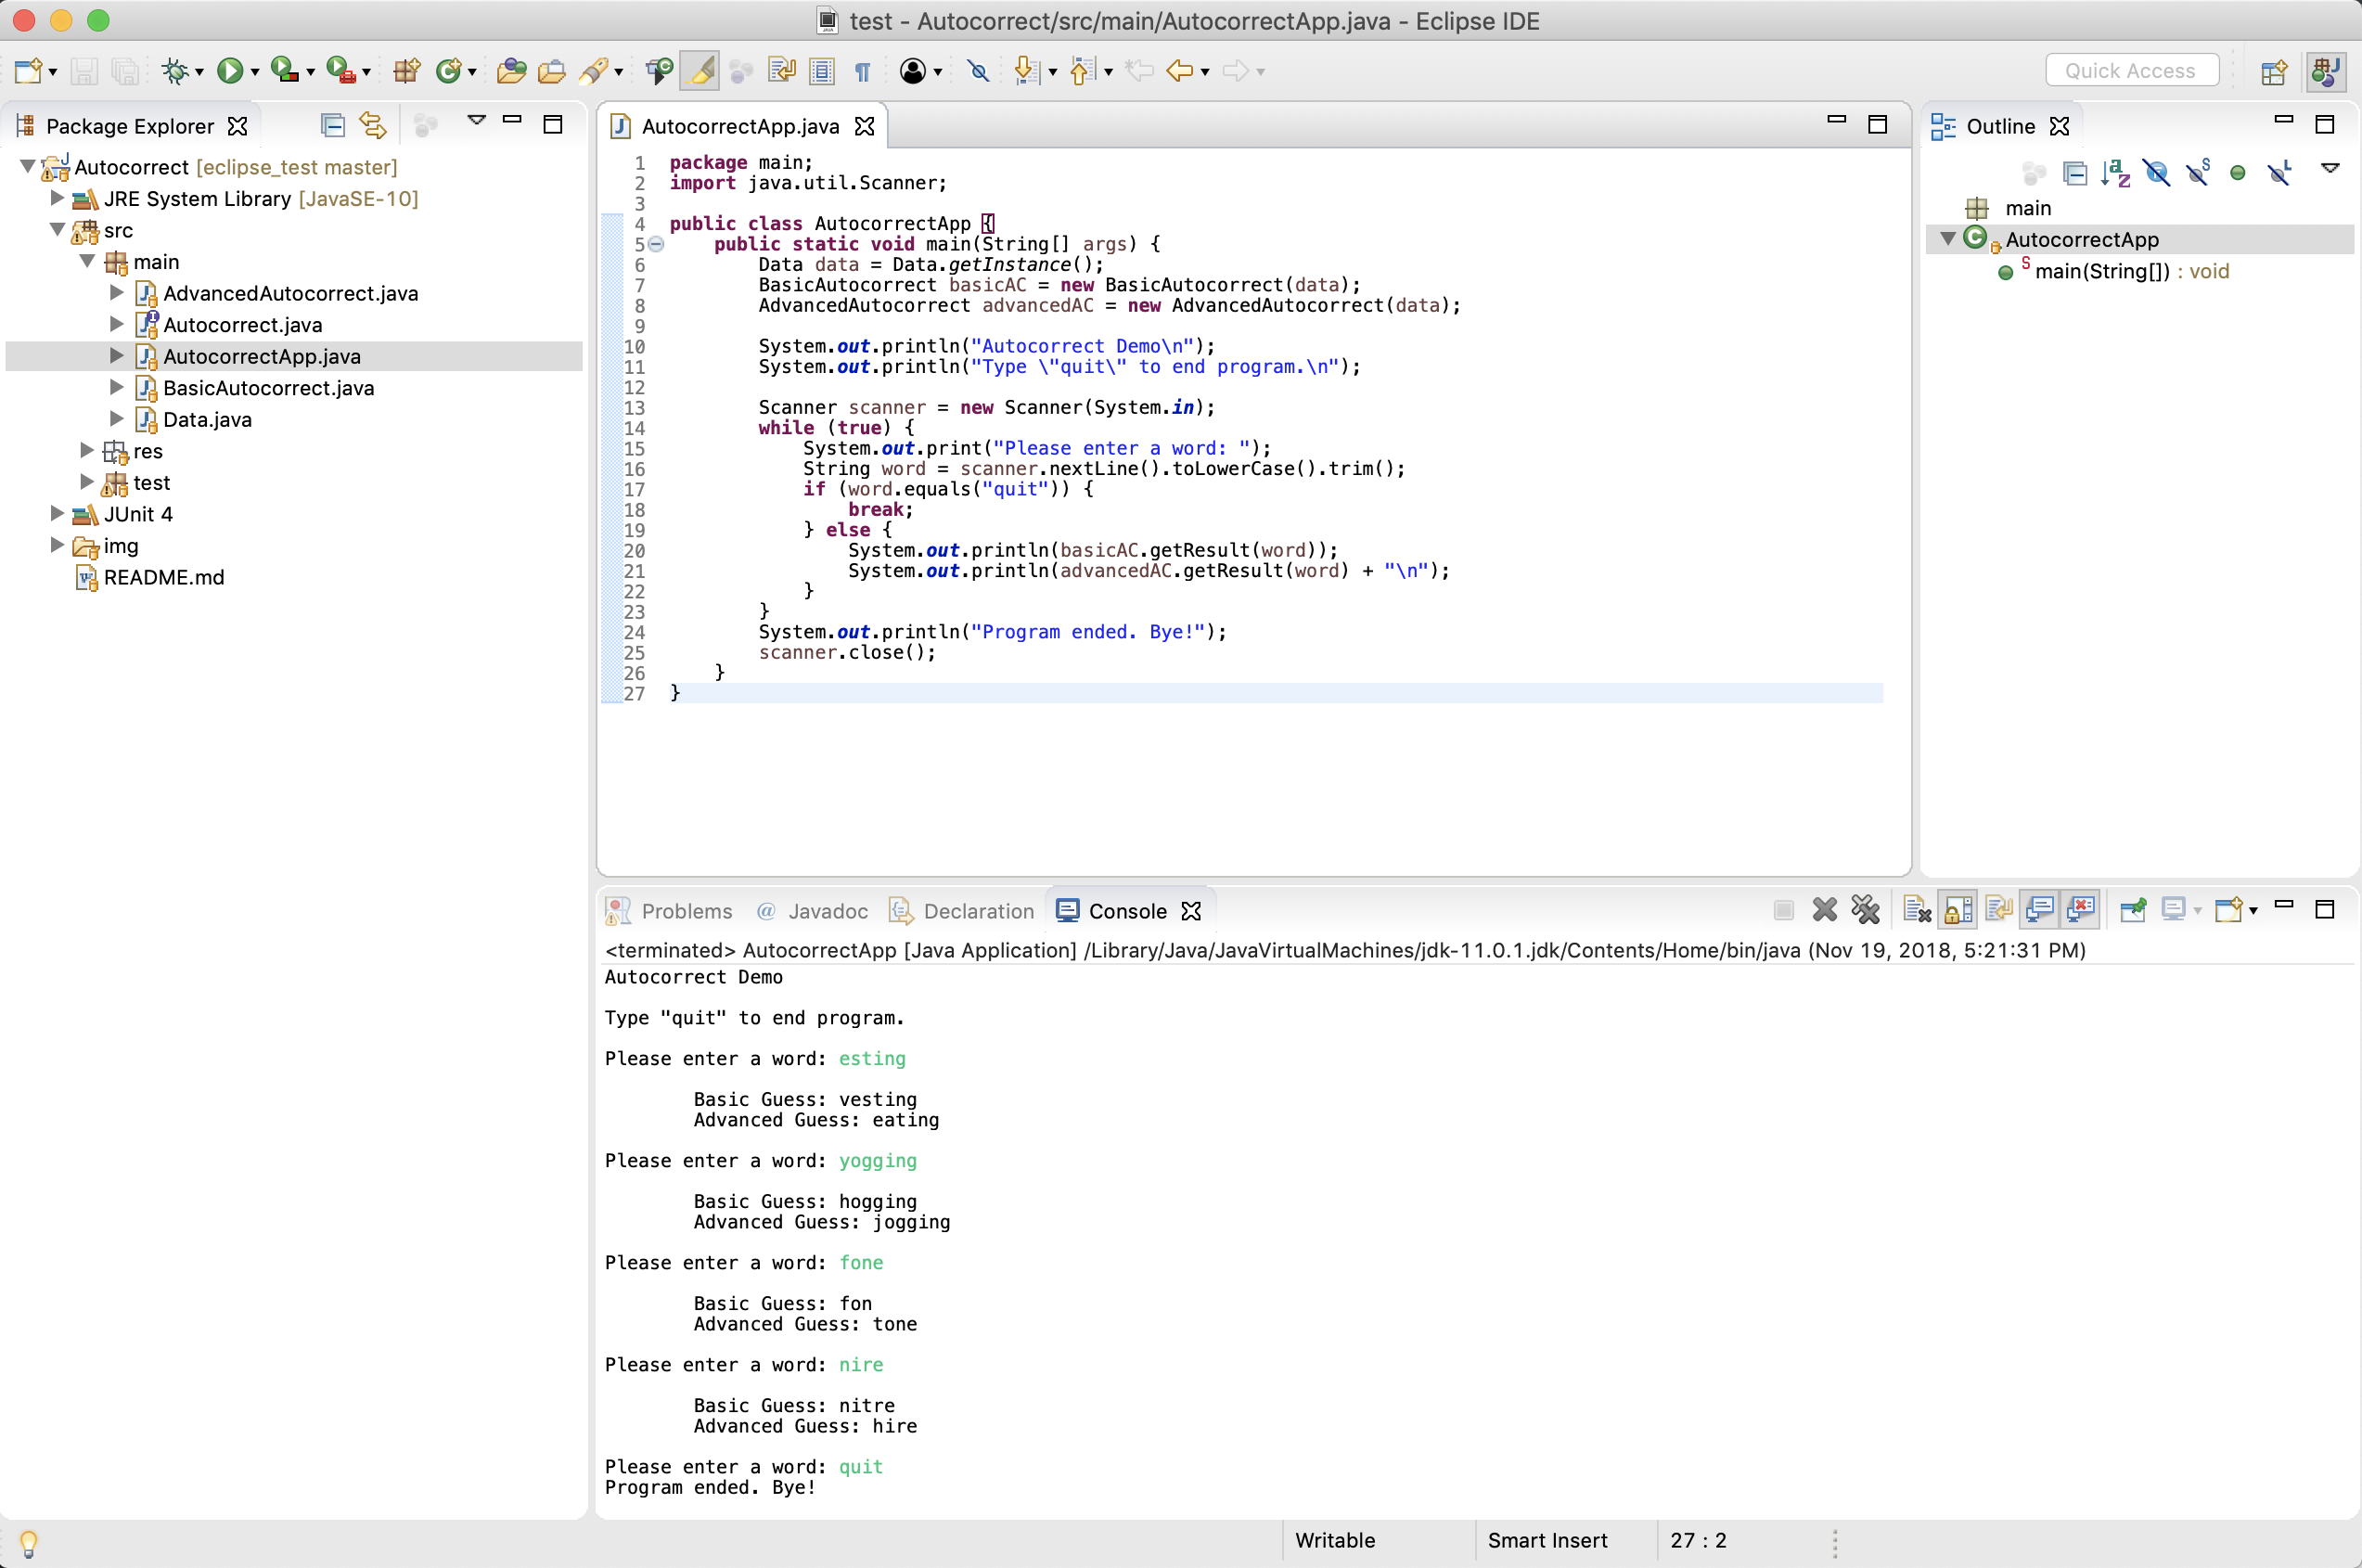 test - Autocorrect/src/main/AutocorrectApp.java - Eclipse IDE
Quick Access
Package Explorer
Autocorrect [eclipse_test master]
JRE System Library [JavaSE-10]
src
main
AdvancedAutocorrect.java
Autocorrect.java
AutocorrectApp.java
BasicAutocorrect.java
Data.java
res
test
JUnit 4
img
README.md
AutocorrectApp.java
1 package main;
2 import java.util.Scanner;
3
4 public class AutocorrectApp {
5 public static void main(String[] args) {
6 Data data = Data.getInstance();
7 BasicAutocorrect basicAC = new BasicAutocorrect(data);
8 AdvancedAutocorrect advancedAC = new AdvancedAutocorrect(data);
9
10 System.out.println("Autocorrect Demo\n");
11 System.out.println("Type \"quit\" to end program.\n");
12
13 Scanner scanner = new Scanner(System.in);
14 while (true) {
15 System.out.print("Please enter a word: ");
16 String word = scanner.nextLine().toLowerCase().trim();
17 if (word.equals("quit")) {
18 break;
19 } else {
20 System.out.println(basicAC.getResult(word));
21 System.out.println(advancedAC.getResult(word) + "\n");
22 }
23 }
24 System.out.println("Program ended. Bye!");
25 scanner.close();
26 }
27 }
Outline
main
AutocorrectApp
main(String[]) : void
Problems @ Javadoc Declaration Console
<terminated> AutocorrectApp [Java Application] /Library/Java/JavaVirtualMachines/jdk-11.0.1.jdk/Contents/Home/bin/java (Nov 19, 2018, 5:21:31 PM)
Autocorrect Demo
Type "quit" to end program.
Please enter a word: esting
Basic Guess: vesting
Advanced Guess: eating
Please enter a word: yogging
Basic Guess: hogging
Advanced Guess: jogging
Please enter a word: fone
Basic Guess: fon
Advanced Guess: tone
Please enter a word: nire
Basic Guess: nitre
Advanced Guess: hire
Please enter a word: quit
Program ended. Bye!
Writable Smart Insert 27 : 2